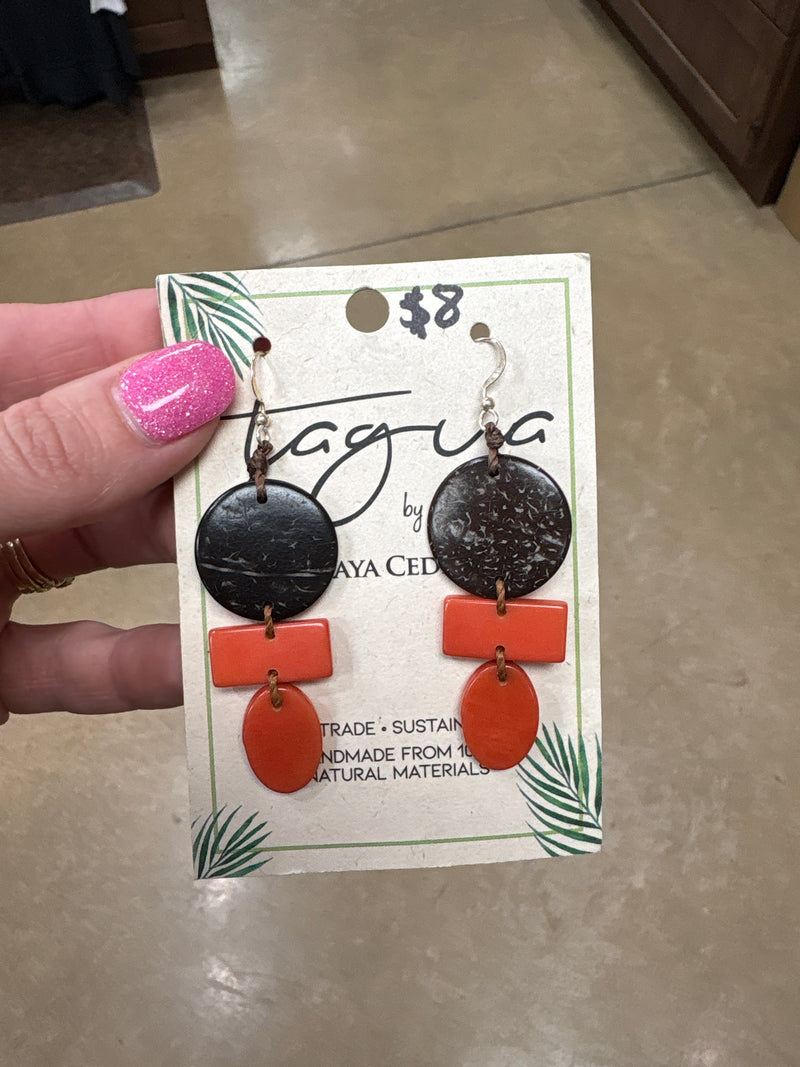 $8
tagua
by
AYA CED
TRADE • SUSTAIN
NDMADE FROM 10
NATURAL MATERIALS